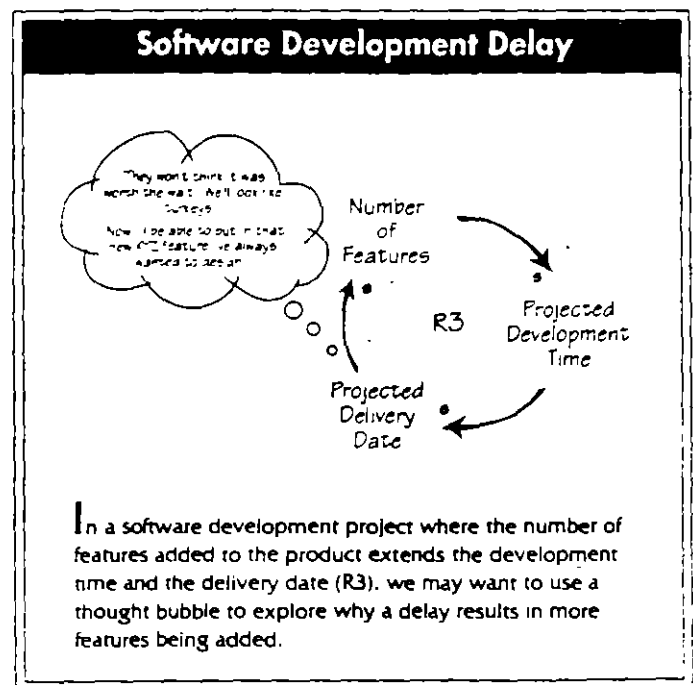 Software Development Delay
They won't think it was
worth the wait. We'll look like
turkeys.
Now I'll be able to put in that
new feature I've always
wanted to design
Number
of
Features
R3
Projected
Development
Time
Projected
Delivery
Date
In a software development project where the number of
features added to the product extends the development
time and the delivery date (R3), we may want to use a
thought bubble to explore why a delay results in more
features being added.